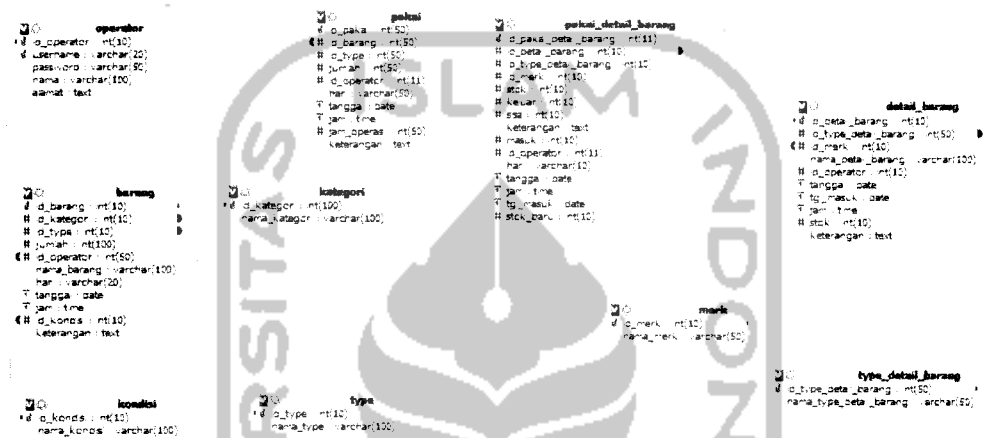 operator
id_operator : int(10)
username : varchar(20)
password : varchar(50)
nama : varchar(100)
alamat : text
pakai
id_pakai : int(50)
id_barang : int(50)
id_type : int(50)
jumlah : int(50)
id_operator : int(11)
hari : varchar(50)
tanggal : date
jam : time
jam_operasi : int(50)
keterangan : text
pakai_detail_barang
id_pakai_detail_barang : int(11)
id_detail_barang : int(10)
id_type_detail_barang : int(10)
id_merk : int(10)
stok : int(10)
keluar : int(10)
sisa : int(10)
keterangan : text
masuk : int(10)
id_operator : int(11)
hari : varchar(10)
tanggal : date
jam : time
tgl_masuk : date
stok_baru : int(10)
detail_barang
id_detail_barang : int(10)
id_type_detail_barang : int(50)
id_merk : int(10)
nama_detail_barang : varchar(100)
id_operator : int(10)
tanggal : date
tgl_masuk : date
jam : time
stok : int(10)
keterangan : text
barang
id_barang : int(10)
id_kategori : int(10)
id_type : int(10)
jumlah : int(100)
id_operator : int(50)
nama_barang : varchar(100)
hari : varchar(20)
tanggal : date
jam : time
id_kondisi : int(10)
keterangan : text
kategori
id_kategori : int(100)
nama_kategori : varchar(100)
merk
id_merk : int(10)
nama_merk : varchar(50)
type_detail_barang
id_type_detail_barang : int(50)
nama_type_detail_barang : varchar(50)
kondisi
id_kondisi : int(10)
nama_kondisi : varchar(100)
type
id_type : int(10)
nama_type : varchar(100)
ISLAM
RSITAS
INDON